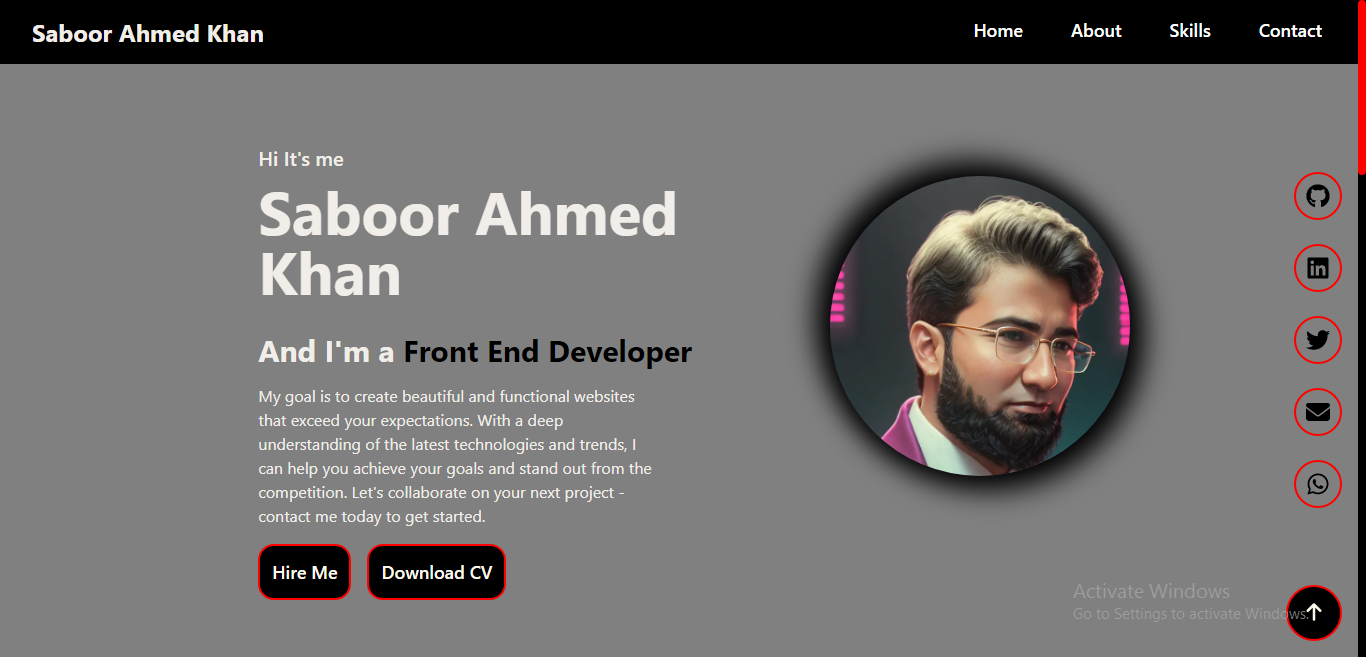 Saboor Ahmed Khan
Home
About
Skills
Contact
Hi It's me
Saboor Ahmed
Khan
And I'm a Front End Developer
My goal is to create beautiful and functional websites
that exceed your expectations. With a deep
understanding of the latest technologies and trends, I
can help you achieve your goals and stand out from the
competition. Let's collaborate on your next project -
contact me today to get started.
Hire Me
Download CV
in
Activate Windows
Go to Settings to activate Windows.